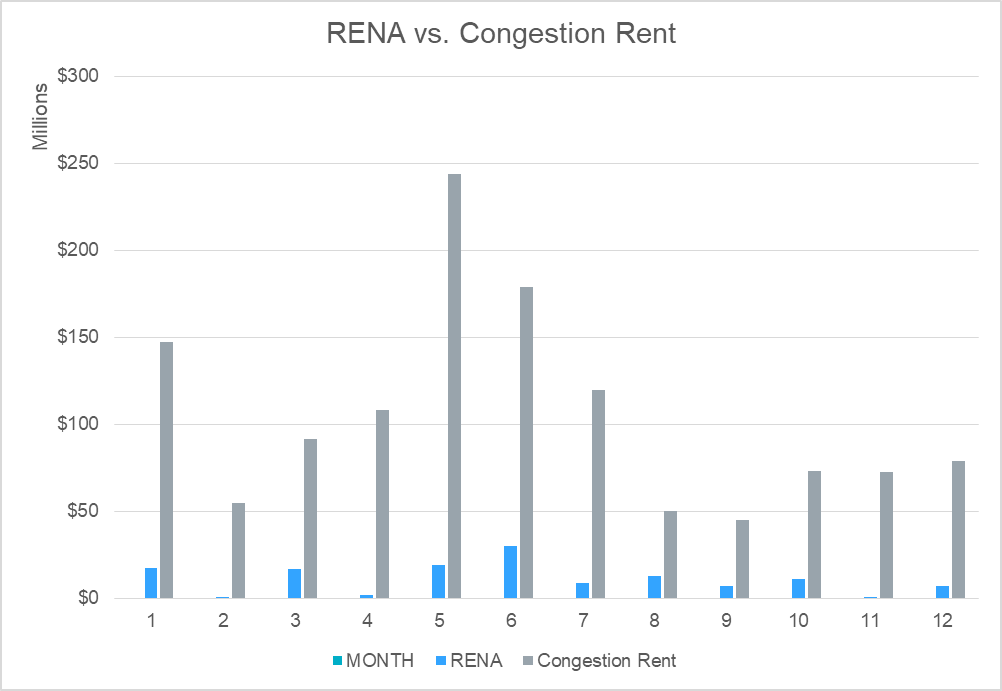 RENA vs. Congestion Rent
Millions
$300
$250
$200
$150
$100
$50
$0
1 2 3 4 5 6 7 8 9 10 11 12
MONTH RENA Congestion Rent